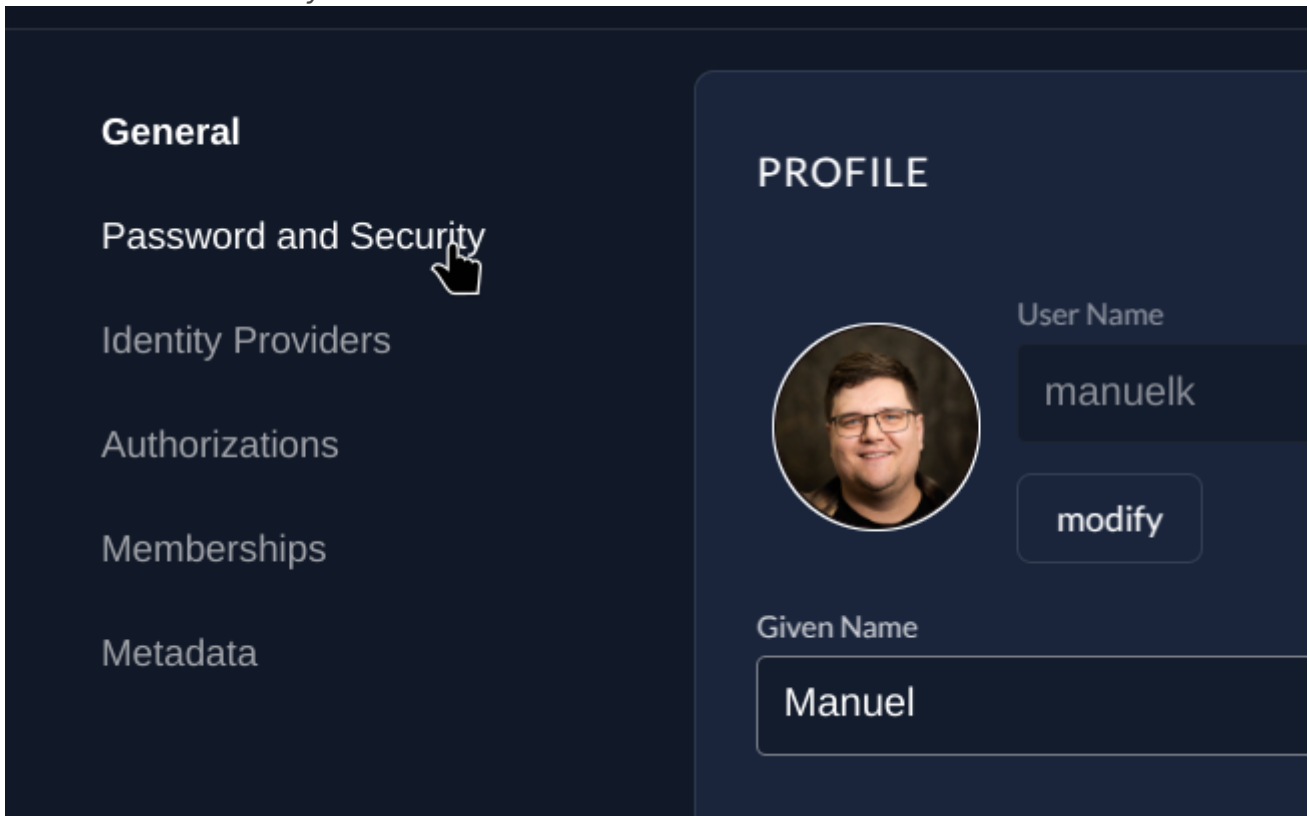 General
Password and Security
Identity Providers
Authorizations
Memberships
Metadata
PROFILE
User Name
manuelk
modify
Given Name
Manuel